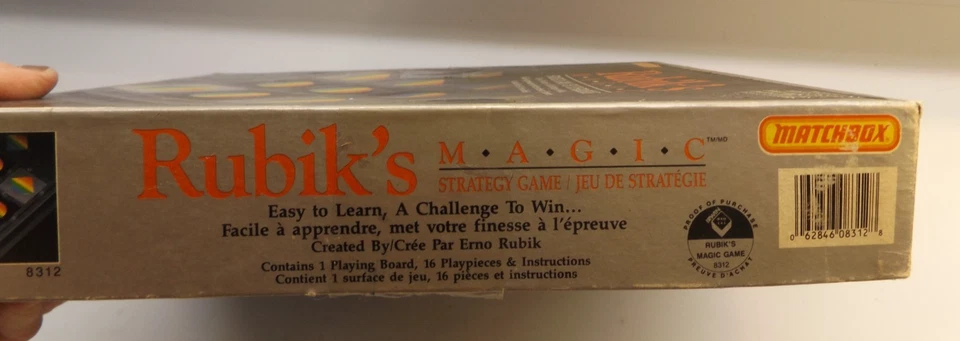 Rubik's M•A•G•I•C TM/MD
STRATEGY GAME / JEU DE STRATÉGIE
Easy to Learn, A Challenge To Win...
Facile à apprendre, met votre finesse à l'épreuve
Created By/Crée Par Erno Rubik
Contains 1 Playing Board, 16 Playpieces & Instructions
Contient 1 surface de jeu, 16 pièces et instructions
8312
MATCHBOX
PROOF OF PURCHASE
RUBIK'S
MAGIC GAME
8312
PREUVE D'ACHAT
0 62846 08312 8